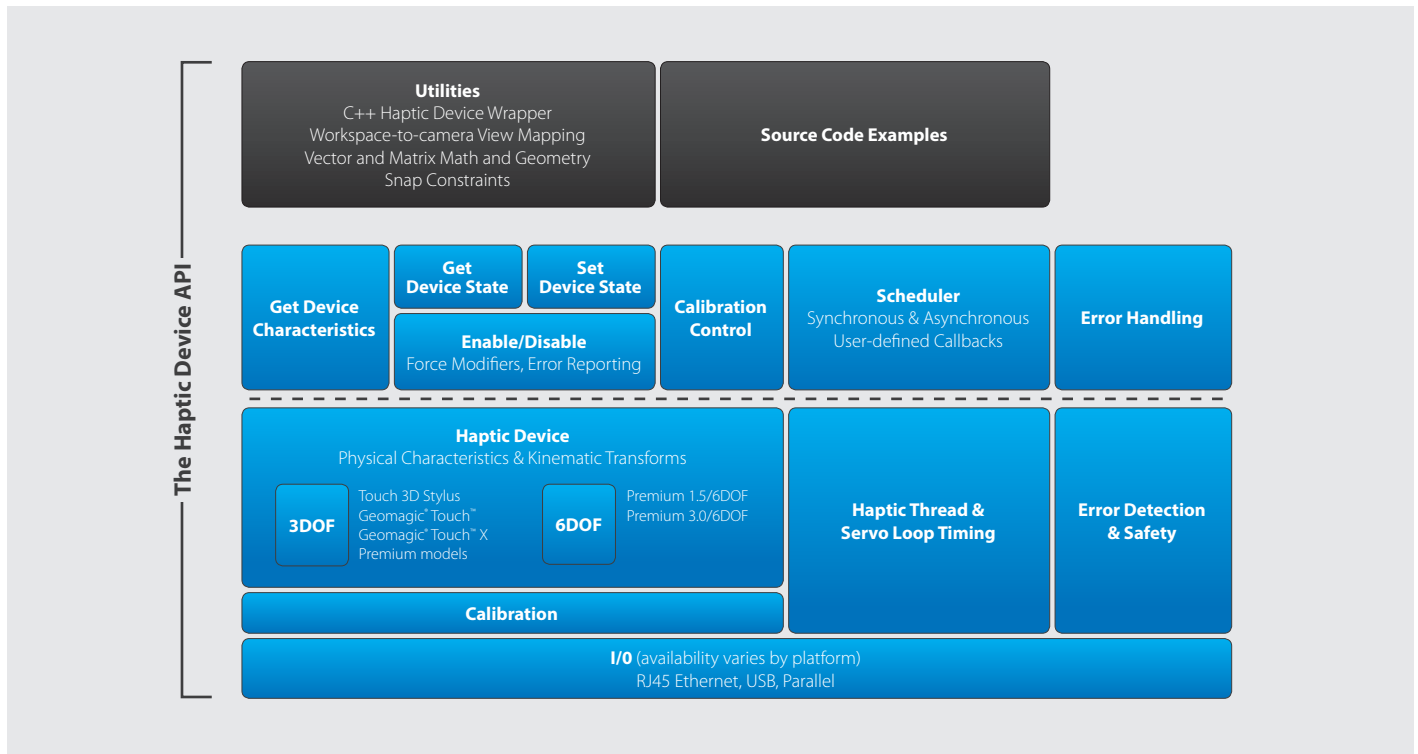 The Haptic Device API
Utilities
C++ Haptic Device Wrapper
Workspace-to-camera View Mapping
Vector and Matrix Math and Geometry
Snap Constraints
Source Code Examples
Get Device
Characteristics
Get
Device State
Set
Device State
Enable/Disable
Force Modifiers, Error Reporting
Calibration
Control
Scheduler
Synchronous & Asynchronous
User-defined Callbacks
Error Handling
Haptic Device
Physical Characteristics & Kinematic Transforms
3DOF
Touch 3D Stylus
Geomagic® Touch™
Geomagic® Touch™ X
Premium models
6DOF
Premium 1.5/6DOF
Premium 3.0/6DOF
Haptic Thread &
Servo Loop Timing
Error Detection
& Safety
Calibration
I/0 (availability varies by platform)
RJ45 Ethernet, USB, Parallel